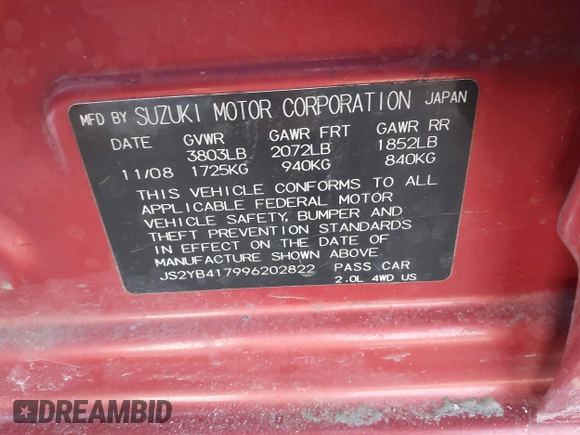 MFD BY SUZUKI MOTOR CORPORATION JAPAN
DATE GVWR GAWR FRT GAWR RR
3803LB 2072LB 1852LB
11/08 1725KG 940KG 840KG
THIS VEHICLE CONFORMS TO ALL
APPLICABLE FEDERAL MOTOR
VEHICLE SAFETY, BUMPER AND
THEFT PREVENTION STANDARDS
IN EFFECT ON THE DATE OF
MANUFACTURE SHOWN ABOVE.
JS2YB417996202822 PASS CAR
2.0L 4WD US
DREAMBID